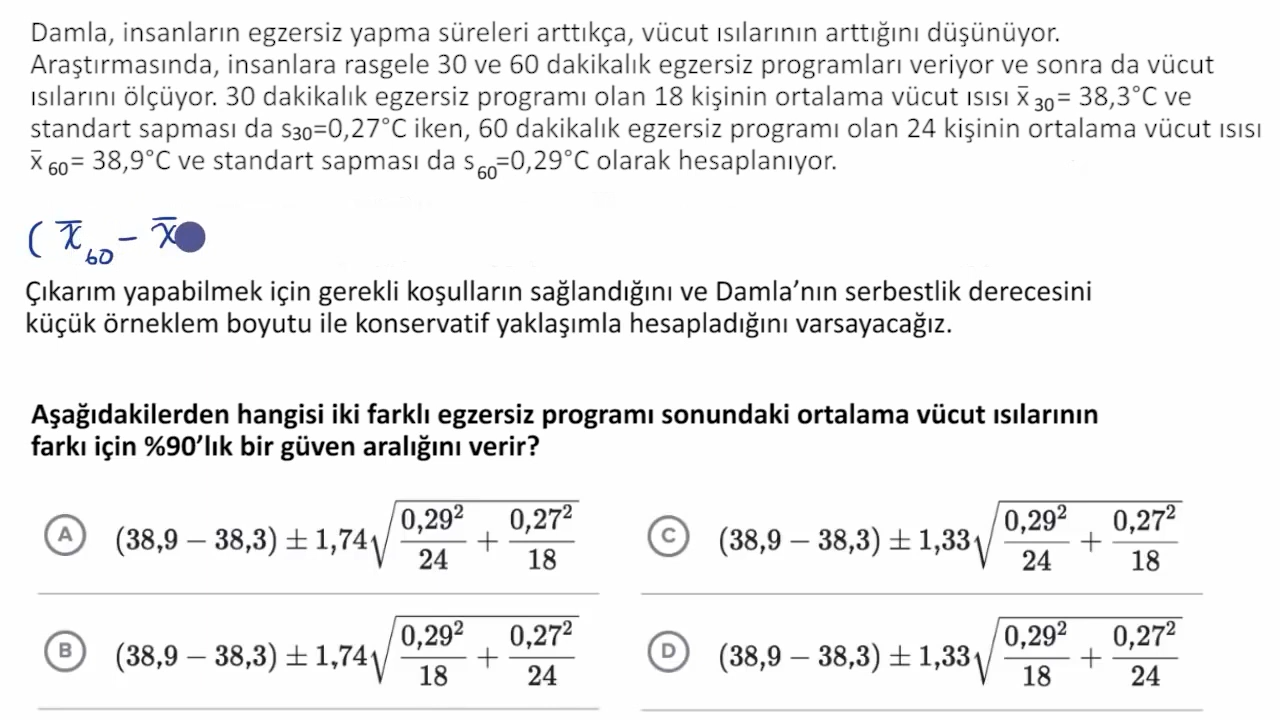 Damla, insanların egzersiz yapma süreleri arttıkça, vücut ısılarının arttığını düşünüyor.
Araştırmasında, insanlara rasgele 30 ve 60 dakikalık egzersiz programları veriyor ve sonra da vücut
ısılarını ölçüyor. 30 dakikalık egzersiz programı olan 18 kişinin ortalama vücut ısısı x̄ 30= 38,3°C ve
standart sapması da s30=0,27°C iken, 60 dakikalık egzersiz programı olan 24 kişinin ortalama vücut ısısı
x̄ 60= 38,9°C ve standart sapması da s60=0,29°C olarak hesaplanıyor.
( x̄60 - x̄
Çıkarım yapabilmek için gerekli koşulların sağlandığını ve Damla’nın serbestlik derecesini
küçük örneklem boyutu ile konservatif yaklaşımla hesapladığını varsayacağız.
Aşağıdakilerden hangisi iki farklı egzersiz programı sonundaki ortalama vücut ısılarının
farkı için %90’lık bir güven aralığını verir?
A (38,9 − 38,3) ± 1,74√(0,29²/24 + 0,27²/18)
B (38,9 − 38,3) ± 1,74√(0,29²/18 + 0,27²/24)
C (38,9 − 38,3) ± 1,33√(0,29²/24 + 0,27²/18)
D (38,9 − 38,3) ± 1,33√(0,29²/18 + 0,27²/24)